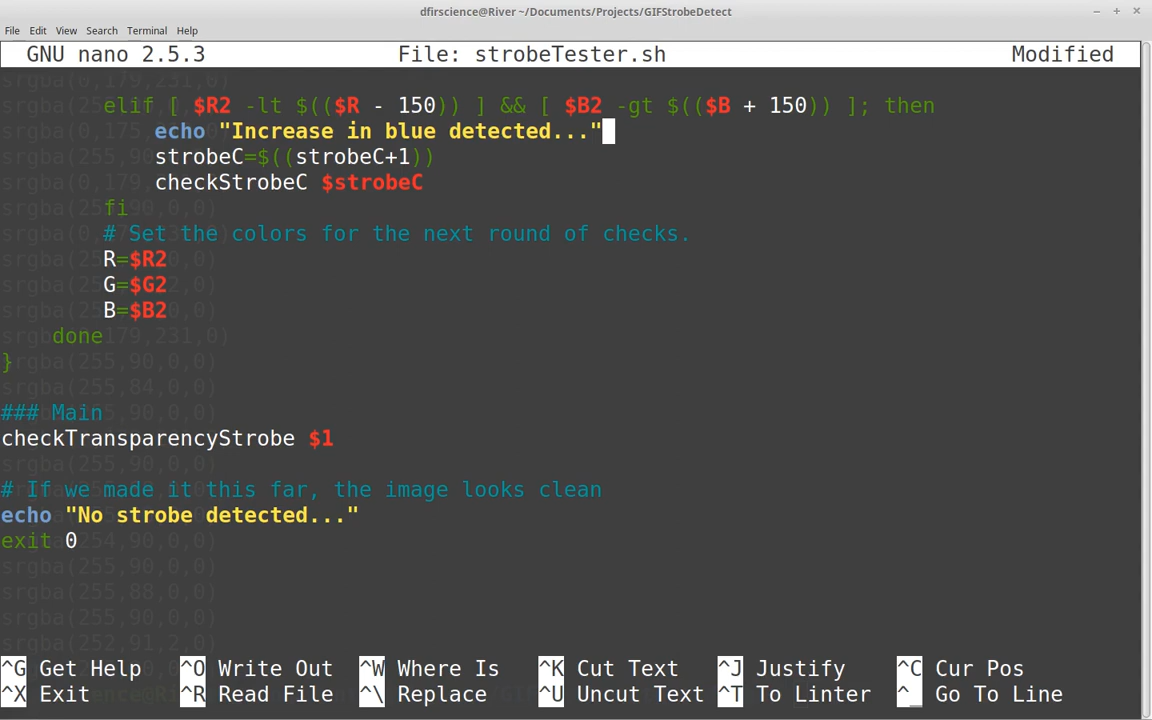 dfirscience@River ~/Documents/Projects/GIFStrobeDetect
File Edit View Search Terminal Help
GNU nano 2.5.3 File: strobeTester.sh Modified
elif [ $R2 -lt $(($R - 150)) ] && [ $B2 -gt $(($B + 150)) ]; then
echo "Increase in blue detected..."
strobeC=$((strobeC+1))
checkStrobeC $strobeC
fi
# Set the colors for the next round of checks.
R=$R2
G=$G2
B=$B2
done
}
### Main
checkTransparencyStrobe $1
# If we made it this far, the image looks clean
echo "No strobe detected..."
exit 0
^G Get Help ^O Write Out ^W Where Is ^K Cut Text ^J Justify ^C Cur Pos
^X Exit ^R Read File ^\ Replace ^U Uncut Text ^T To Linter ^_ Go To Line